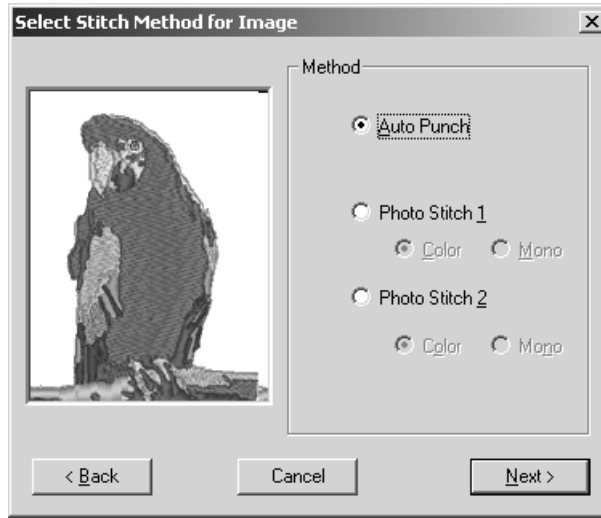 Select Stitch Method for Image
Method
Auto Punch
Photo Stitch 1
Color Mono
Photo Stitch 2
Color Mono
< Back Cancel Next >